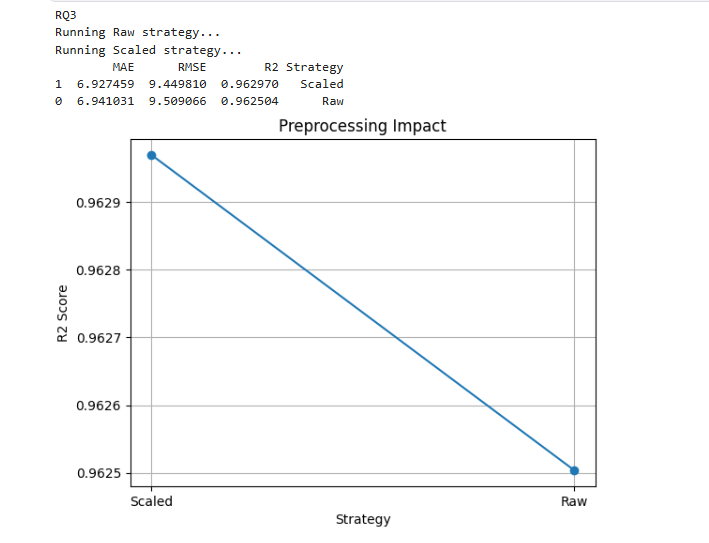 RQ3
Running Raw strategy...
Running Scaled strategy...
MAE RMSE R2 Strategy
1 6.927459 9.449810 0.962970 Scaled
0 6.941031 9.509066 0.962504 Raw
Preprocessing Impact
0.9629
0.9628
0.9627
0.9626
0.9625
R2 Score
Scaled Raw
Strategy